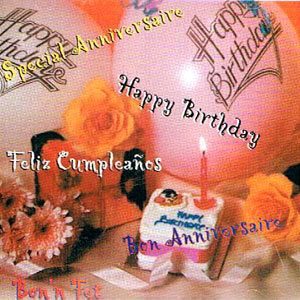 Happy
Birthday
Happy
Birthday
Special Anniversaire
Happy Birthday
Feliz Cumpleaños
HAPPY
BIRTHDAY
Bon Anniversaire
Bon'n Fet